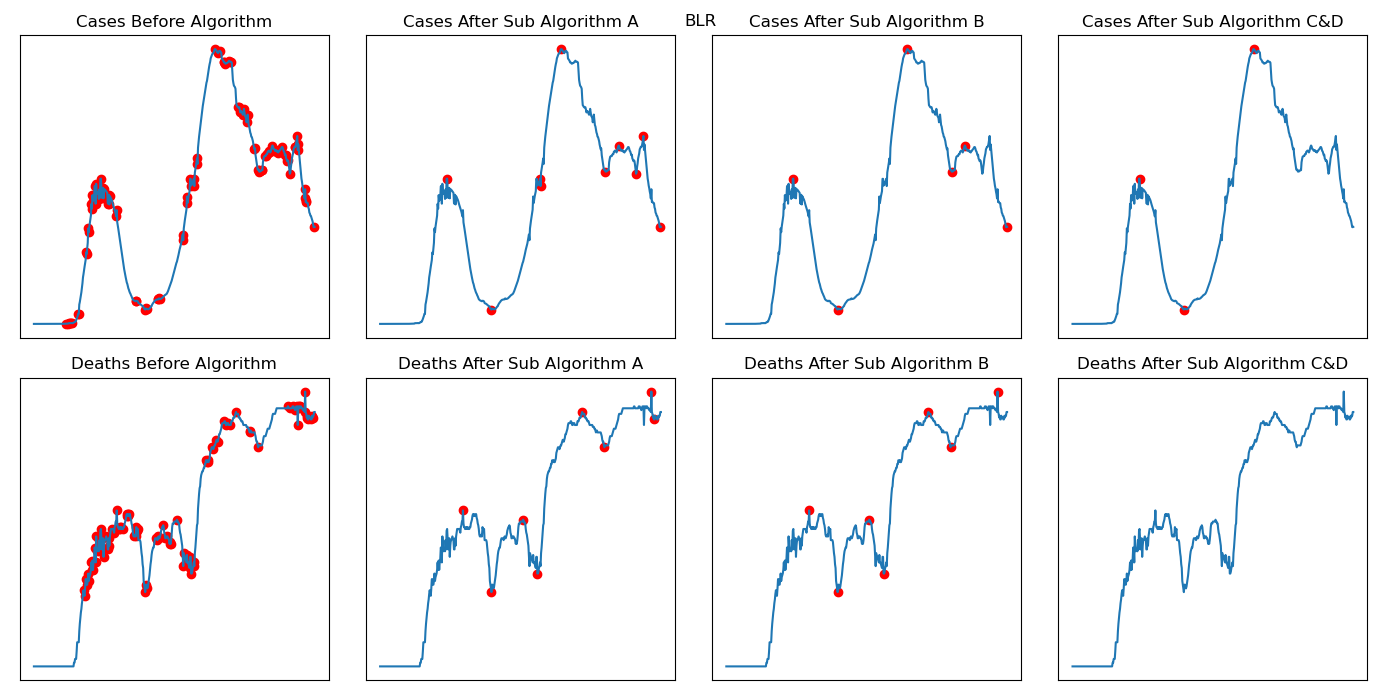 BLR
Cases Before Algorithm
Cases After Sub Algorithm A
Cases After Sub Algorithm B
Cases After Sub Algorithm C&D
Deaths Before Algorithm
Deaths After Sub Algorithm A
Deaths After Sub Algorithm B
Deaths After Sub Algorithm C&D